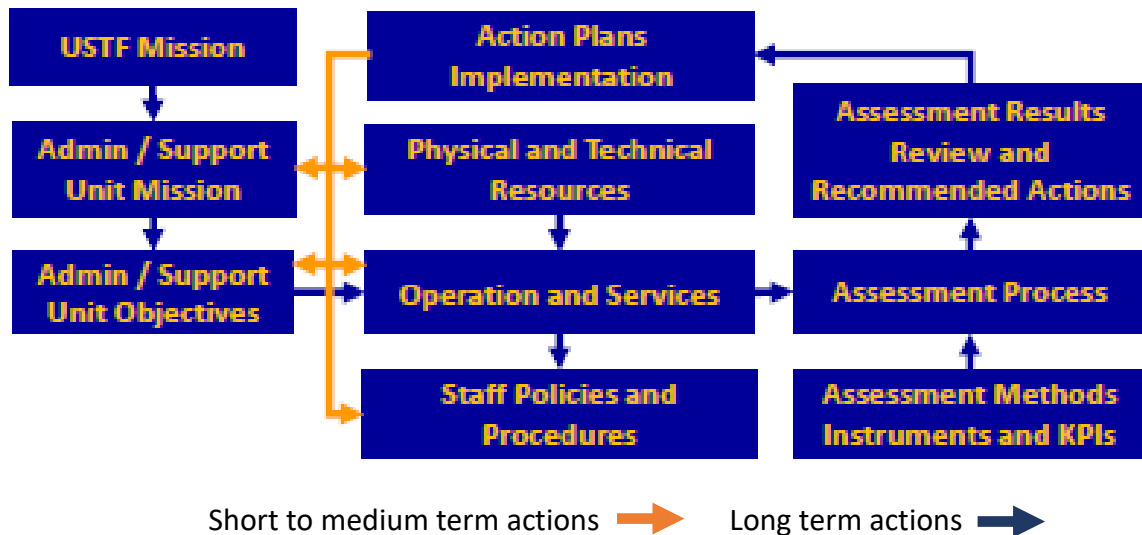 USTF Mission
Admin / Support
Unit Mission
Admin / Support
Unit Objectives
Action Plans
Implementation
Physical and Technical
Resources
Operation and Services
Staff Policies and
Procedures
Assessment Results
Review and
Recommended Actions
Assessment Process
Assessment Methods
Instruments and KPIs
Short to medium term actions
Long term actions